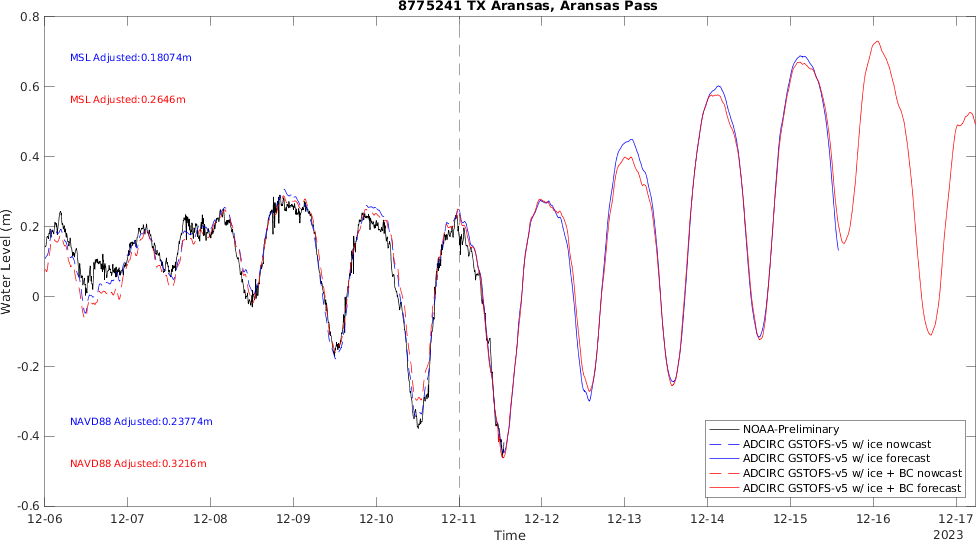 8775241 TX Aransas, Aransas Pass
0.8
0.6
0.4
0.2
0
-0.2
-0.4
-0.6
Water Level (m)
MSL Adjusted:0.18074m
MSL Adjusted:0.2646m
NAVD88 Adjusted:0.23774m
NAVD88 Adjusted:0.3216m
NOAA-Preliminary
ADCIRC GSTOFS-v5 w/ ice nowcast
ADCIRC GSTOFS-v5 w/ ice forecast
ADCIRC GSTOFS-v5 w/ ice + BC nowcast
ADCIRC GSTOFS-v5 w/ ice + BC forecast
12-06 12-07 12-08 12-09 12-10 12-11 12-12 12-13 12-14 12-15 12-16 12-17
Time
2023